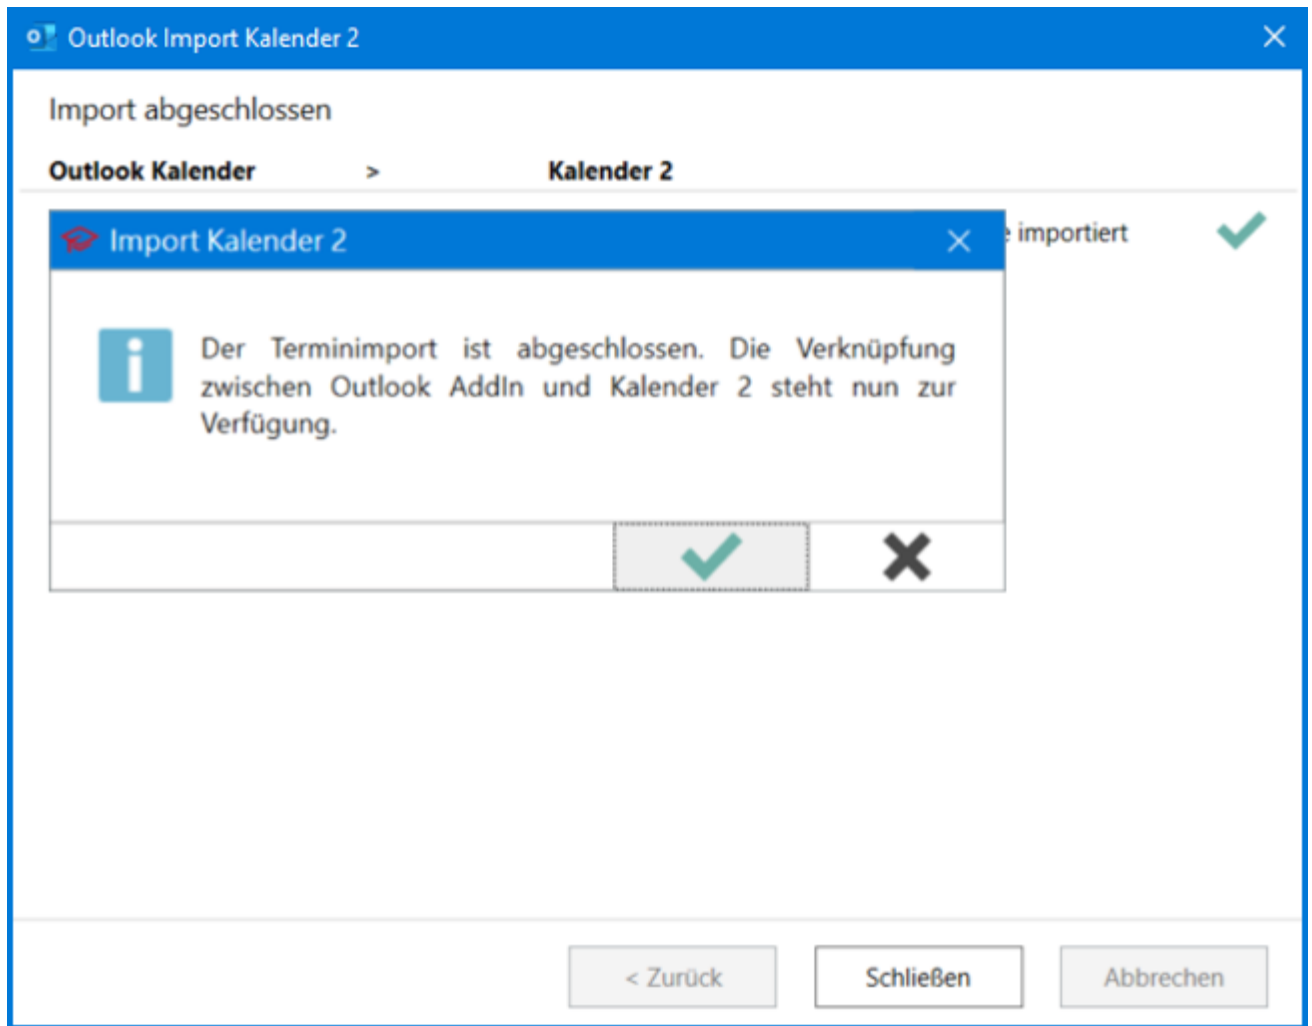 Outlook Import Kalender 2
Import abgeschlossen
Outlook Kalender > Kalender 2
importiert
Import Kalender 2
Der Terminimport ist abgeschlossen. Die Verknüpfung
zwischen Outlook AddIn und Kalender 2 steht nun zur
Verfügung.
< Zurück
Schließen
Abbrechen